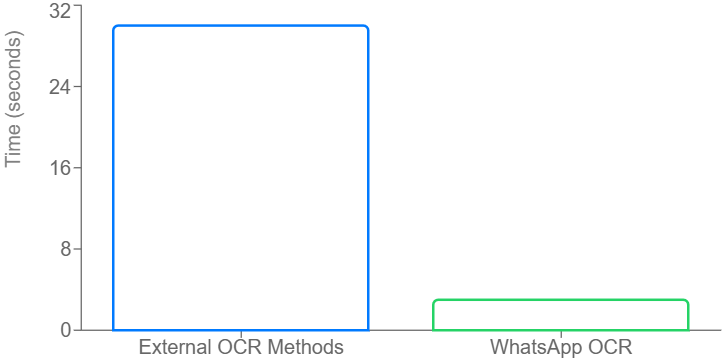 Time (seconds)
32
24
16
8
0
External OCR Methods
WhatsApp OCR